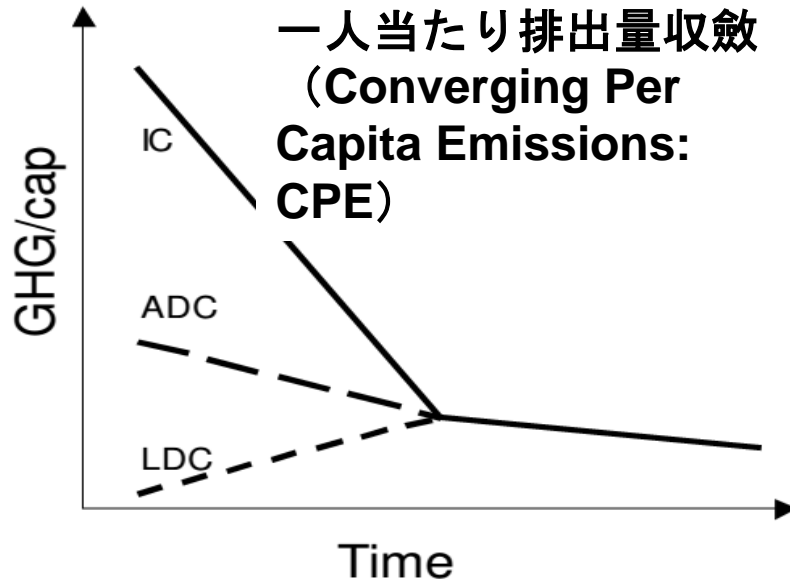 一人当たり排出量収斂
（Converging Per
Capita Emissions:
CPE）
IC
ADC
LDC
GHG/cap
Time